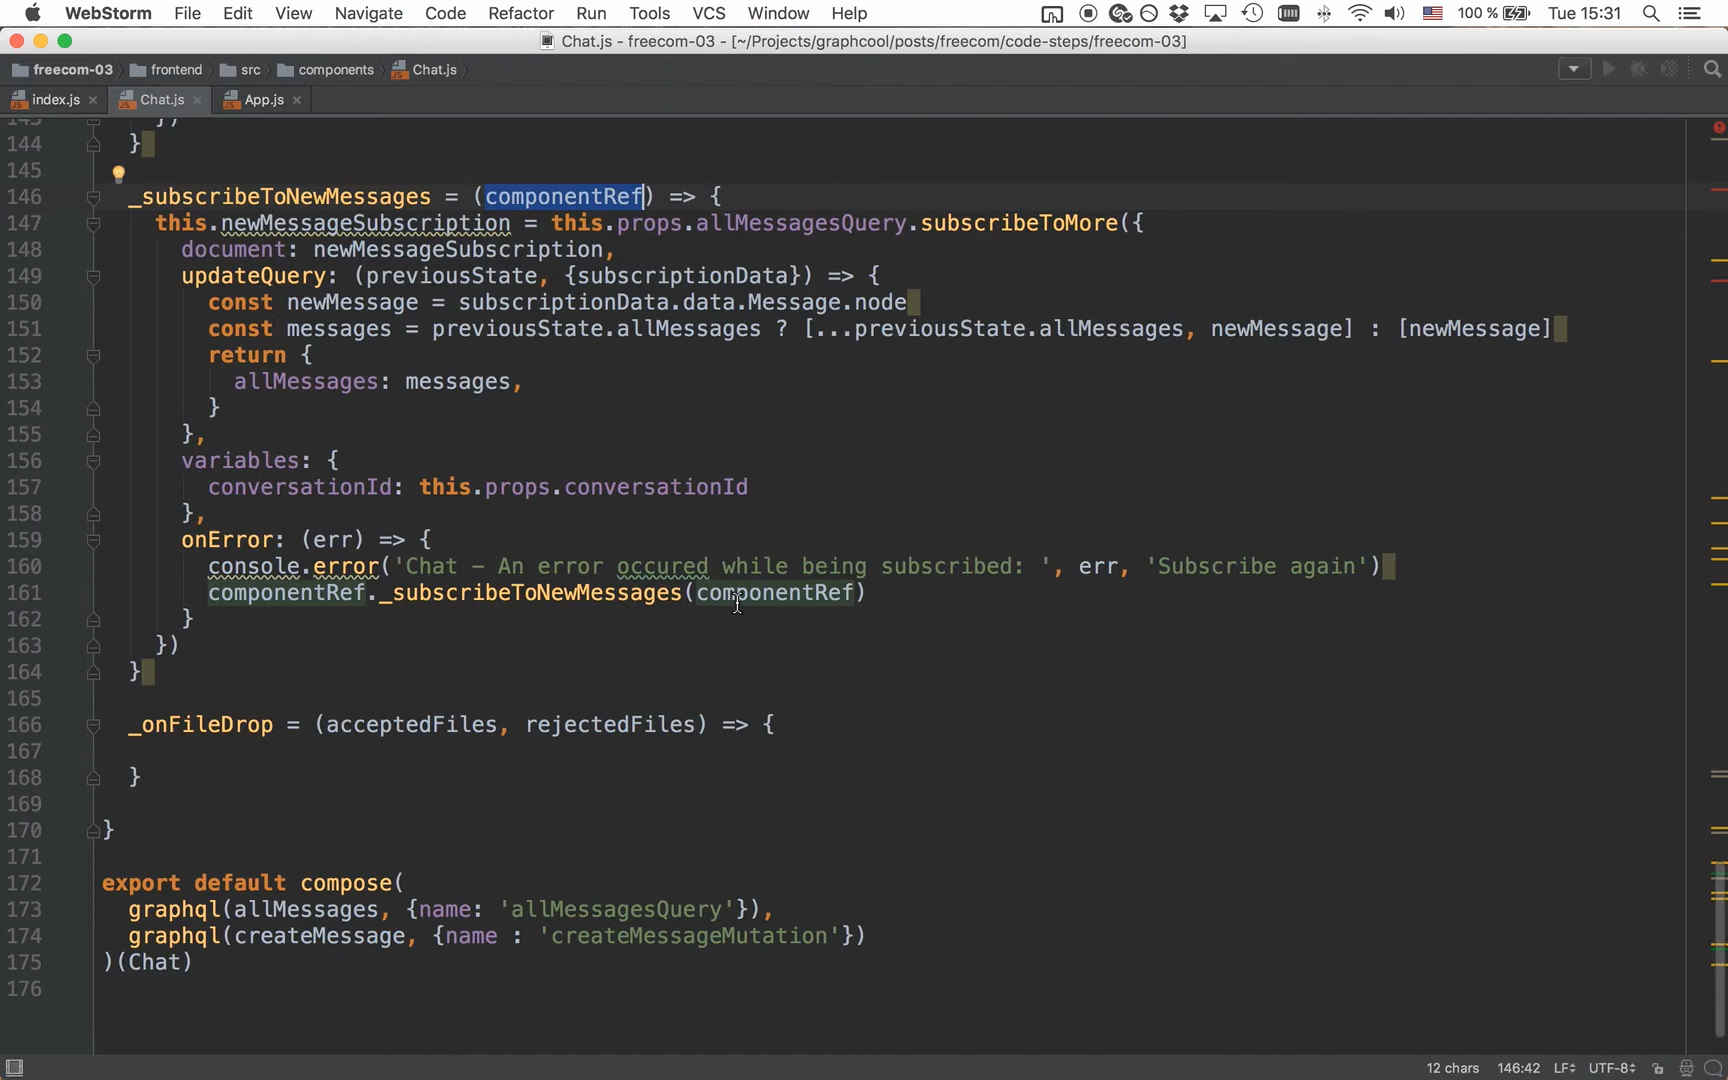 WebStorm File Edit View Navigate Code Refactor Run Tools VCS Window Help 100 % Tue 15:31
Chat.js - freecom-03 - [~/Projects/graphcool/posts/freecom/code-steps/freecom-03]
freecom-03 frontend src components Chat.js
index.js Chat.js App.js
143 })
144 }
145
146 _subscribeToNewMessages = (componentRef) => {
147 this.newMessageSubscription = this.props.allMessagesQuery.subscribeToMore({
148 document: newMessageSubscription,
149 updateQuery: (previousState, {subscriptionData}) => {
150 const newMessage = subscriptionData.data.Message.node
151 const messages = previousState.allMessages ? [...previousState.allMessages, newMessage] : [newMessage]
152 return {
153 allMessages: messages,
154 }
155 },
156 variables: {
157 conversationId: this.props.conversationId
158 },
159 onError: (err) => {
160 console.error('Chat - An error occured while being subscribed: ', err, 'Subscribe again')
161 componentRef._subscribeToNewMessages(componentRef)
162 }
163 })
164 }
165
166 _onFileDrop = (acceptedFiles, rejectedFiles) => {
167
168 }
169
170 }
171
172 export default compose(
173 graphql(allMessages, {name: 'allMessagesQuery'}),
174 graphql(createMessage, {name : 'createMessageMutation'})
175 )(Chat)
176
12 chars 146:42 LF UTF-8